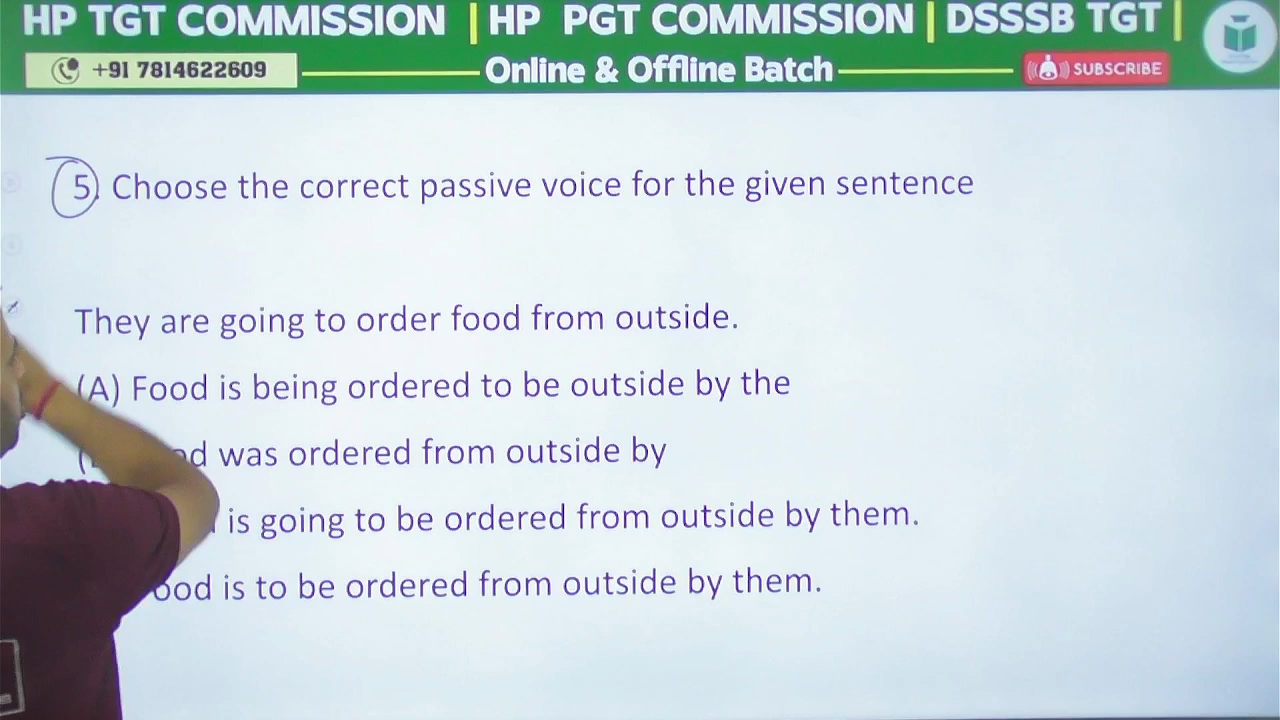 HP TGT COMMISSION | HP PGT COMMISSION | DSSSB TGT |
+91 7814622609 Online & Offline Batch SUBSCRIBE
5. Choose the correct passive voice for the given sentence
They are going to order food from outside.
(A) Food is being ordered to be outside by the
was ordered from outside by
is going to be ordered from outside by them.
ood is to be ordered from outside by them.